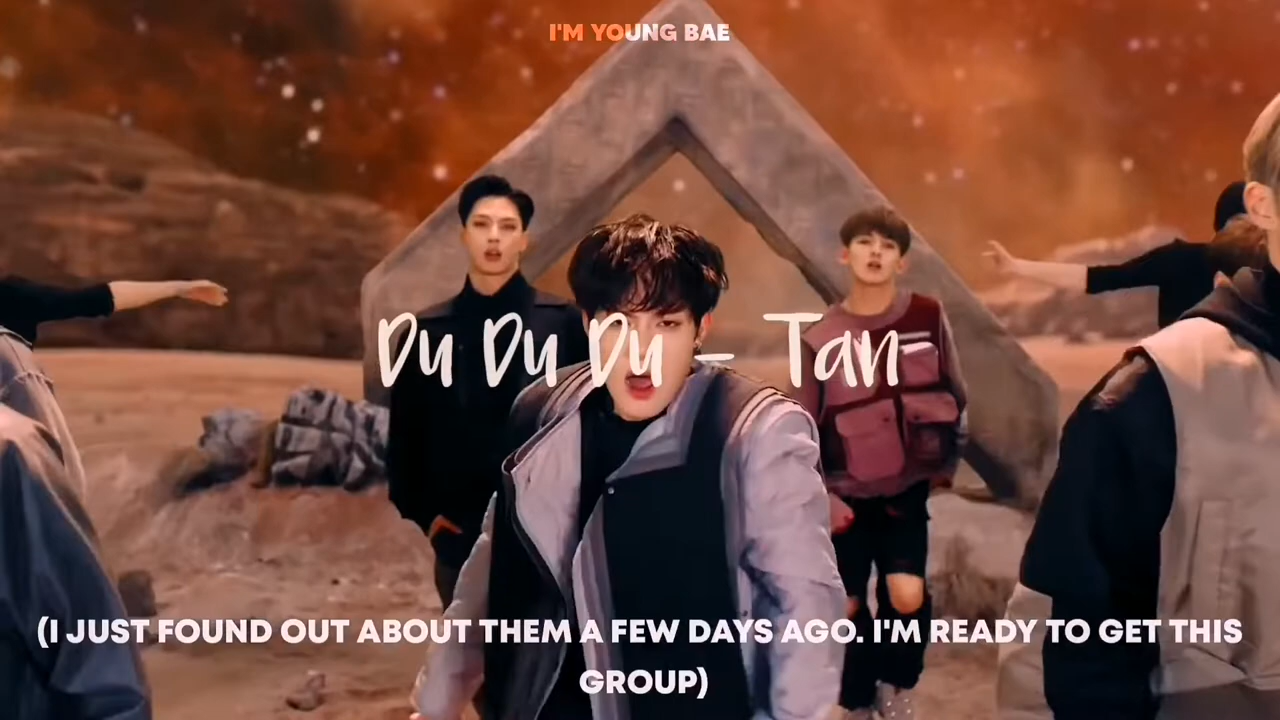 I'M YOUNG BAE
Du Du Du - Tan
(I JUST FOUND OUT ABOUT THEM A FEW DAYS AGO. I'M READY TO GET THIS
GROUP)